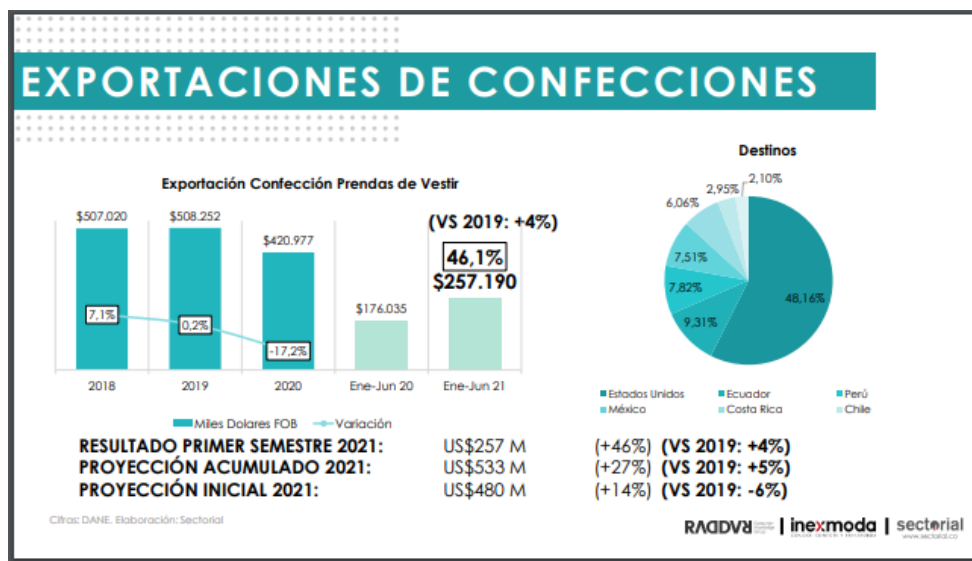 EXPORTACIONES DE CONFECCIONES
Exportación Confección Prendas de Vestir
$507.020
$508.252
$420.977
$176.035
(VS 2019: +4%)
46,1%
$257.190
7,1%
0,2%
-17,2%
2018 2019 2020 Ene-Jun 20 Ene-Jun 21
Miles Dolares FOB Variación
Destinos
2,10%
2,95%
6,06%
7,51%
7,82%
9,31%
48,16%
Estados Unidos Ecuador Perú
México Costa Rica Chile
RESULTADO PRIMER SEMESTRE 2021: US$257 M (+46%) (VS 2019: +4%)
PROYECCIÓN ACUMULADO 2021: US$533 M (+27%) (VS 2019: +5%)
PROYECCIÓN INICIAL 2021: US$480 M (+14%) (VS 2019: -6%)
Cifras: DANE. Elaboración: Sectorial
RADDAR | inexmoda | sectorial
www.sectorial.co